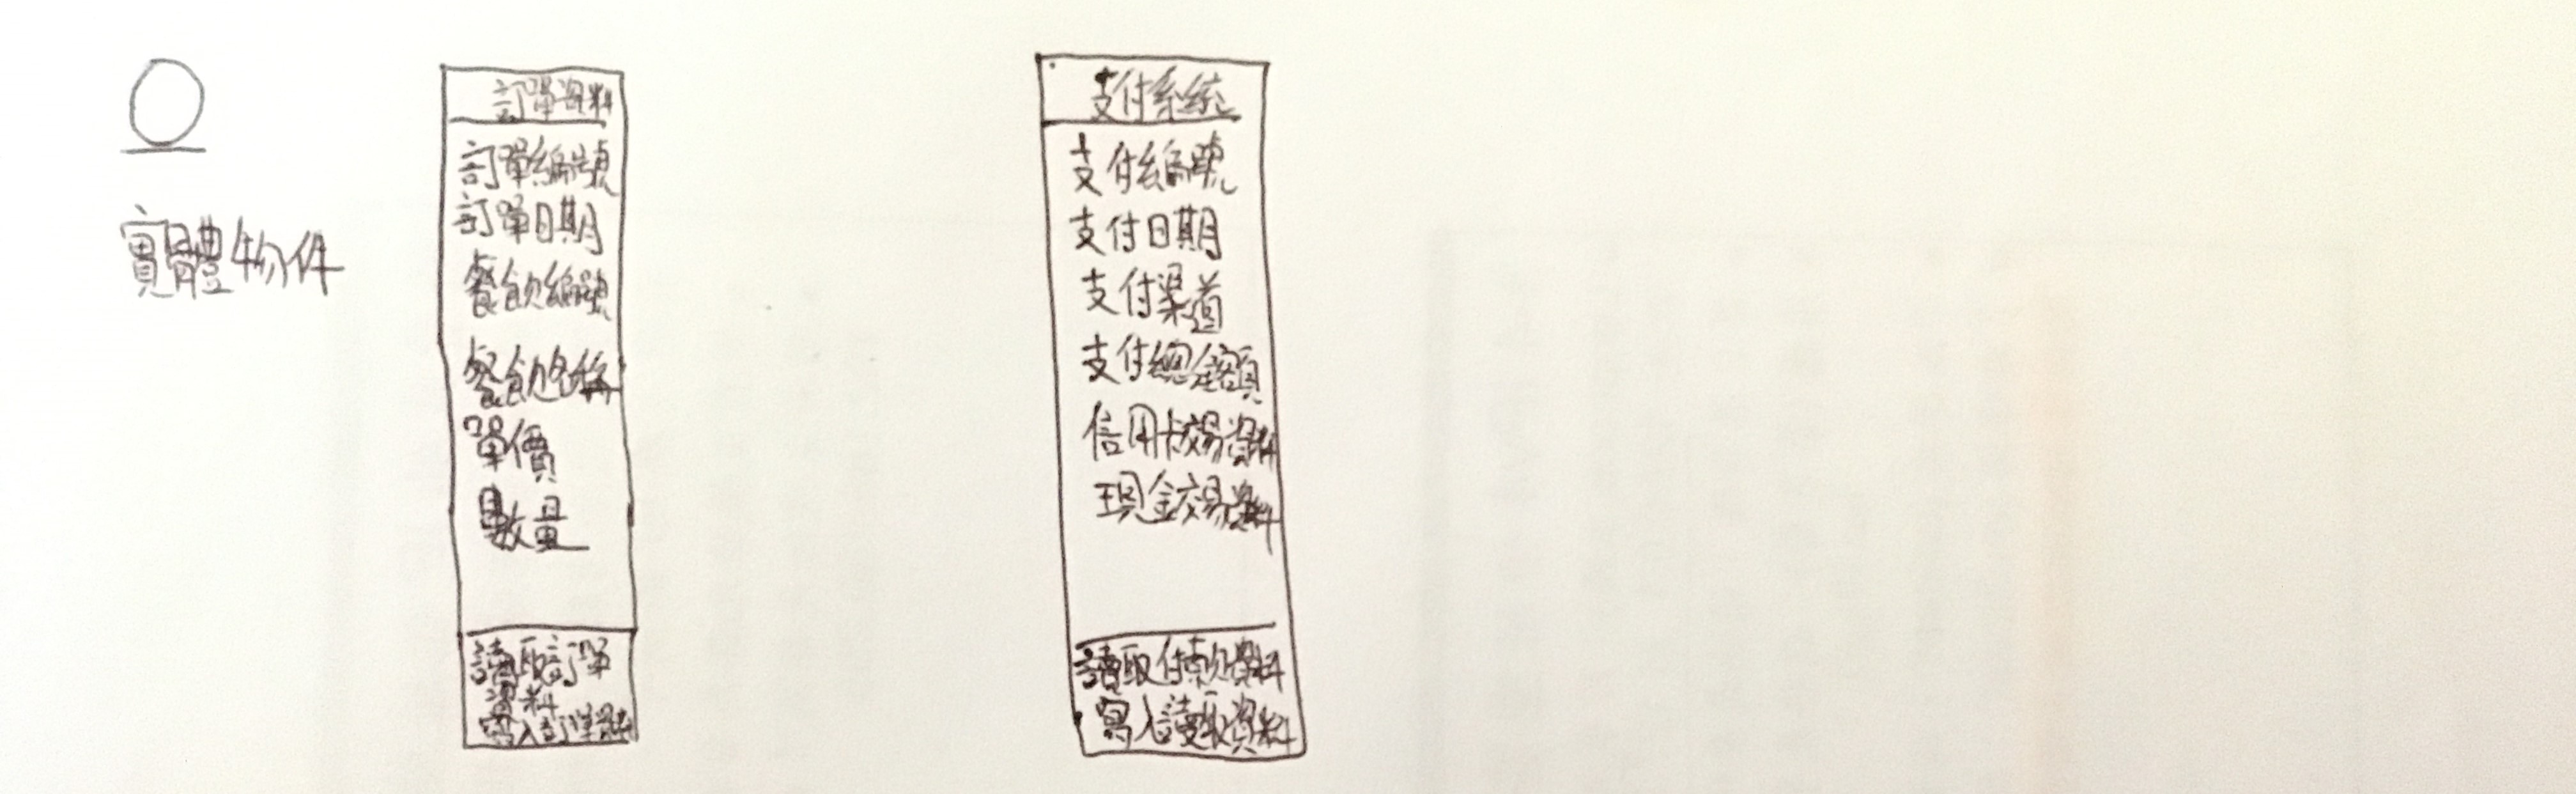 實體物件
訂單資料
訂單編號
訂單日期
餐飲編號
餐飲名稱
單價
數量
讀取訂單
資料
寫入訂單資料
支付系統
支付編號
支付日期
支付渠道
支付總金額
信用卡交易資料
現金交易資料
讀取付款資料
寫入讀取資料